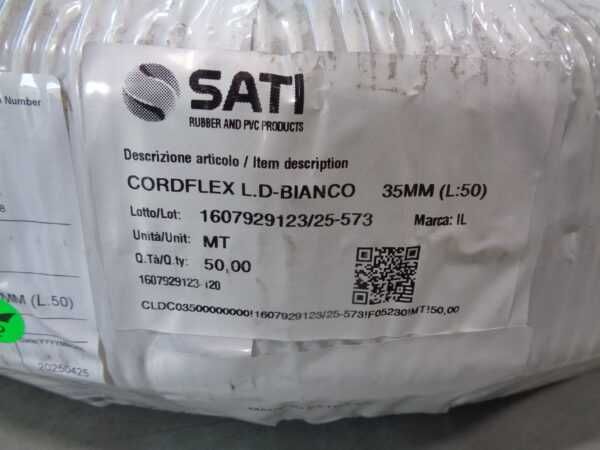 Number
SATI
RUBBER AND PVC PRODUCTS
Descrizione articolo / Item description
CORDFLEX L.D-BIANCO 35MM (L:50)
Lotto/Lot: 1607929123/25-573 Marca: IL
Unità/Unit: MT
Q.Tà/Q.ty: 50,00
1607929123-120
CLDC03500000000!1607929123/25-573!F05230!MT!50,00
MM (L.50)
20250425